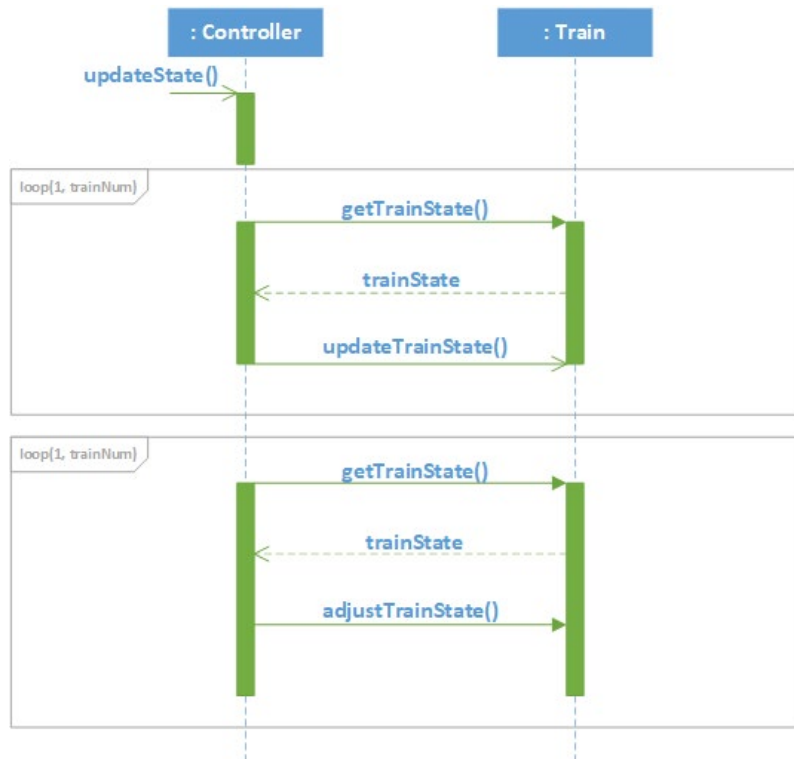 : Controller
: Train
updateState()
loop(1, trainNum)
getTrainState()
trainState
updateTrainState()
loop(1, trainNum)
getTrainState()
trainState
adjustTrainState()